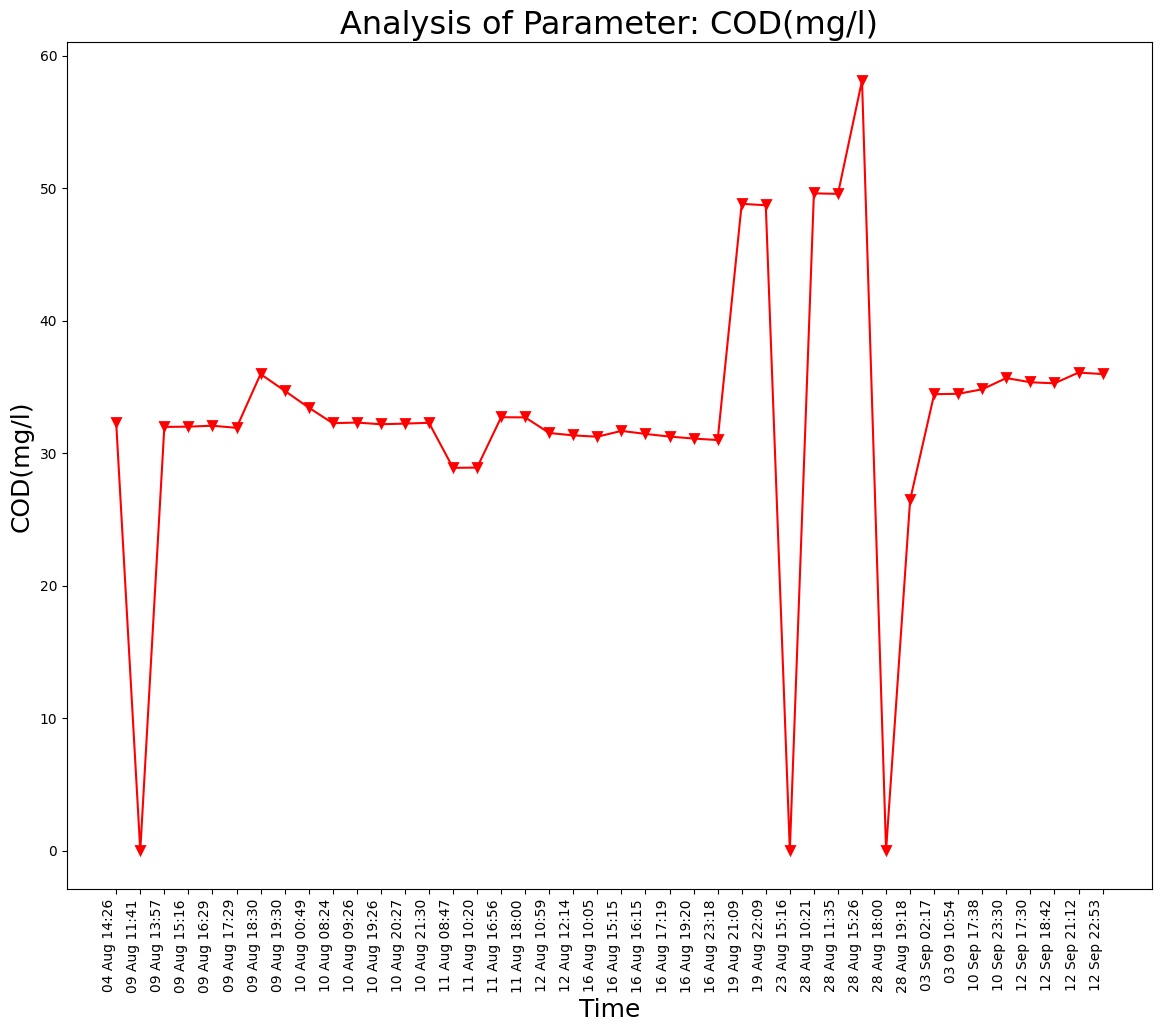 Analysis of Parameter: COD(mg/l)
60
50
40
30
20
10
0
COD(mg/l)
04 Aug 14:26
09 Aug 11:41
09 Aug 13:57
09 Aug 15:16
09 Aug 16:29
09 Aug 17:29
09 Aug 18:30
09 Aug 19:30
10 Aug 00:49
10 Aug 08:24
10 Aug 09:26
10 Aug 19:26
10 Aug 20:27
10 Aug 21:30
11 Aug 08:47
11 Aug 10:20
11 Aug 16:56
11 Aug 18:00
12 Aug 10:59
12 Aug 12:14
16 Aug 10:05
16 Aug 15:15
16 Aug 16:15
16 Aug 17:19
16 Aug 19:20
16 Aug 23:18
19 Aug 21:09
19 Aug 22:09
23 Aug 15:16
28 Aug 10:21
28 Aug 11:35
28 Aug 15:26
28 Aug 18:00
28 Aug 19:18
03 Sep 02:17
03 09 10:54
10 Sep 17:38
10 Sep 23:30
12 Sep 17:30
12 Sep 18:42
12 Sep 21:12
12 Sep 22:53
Time